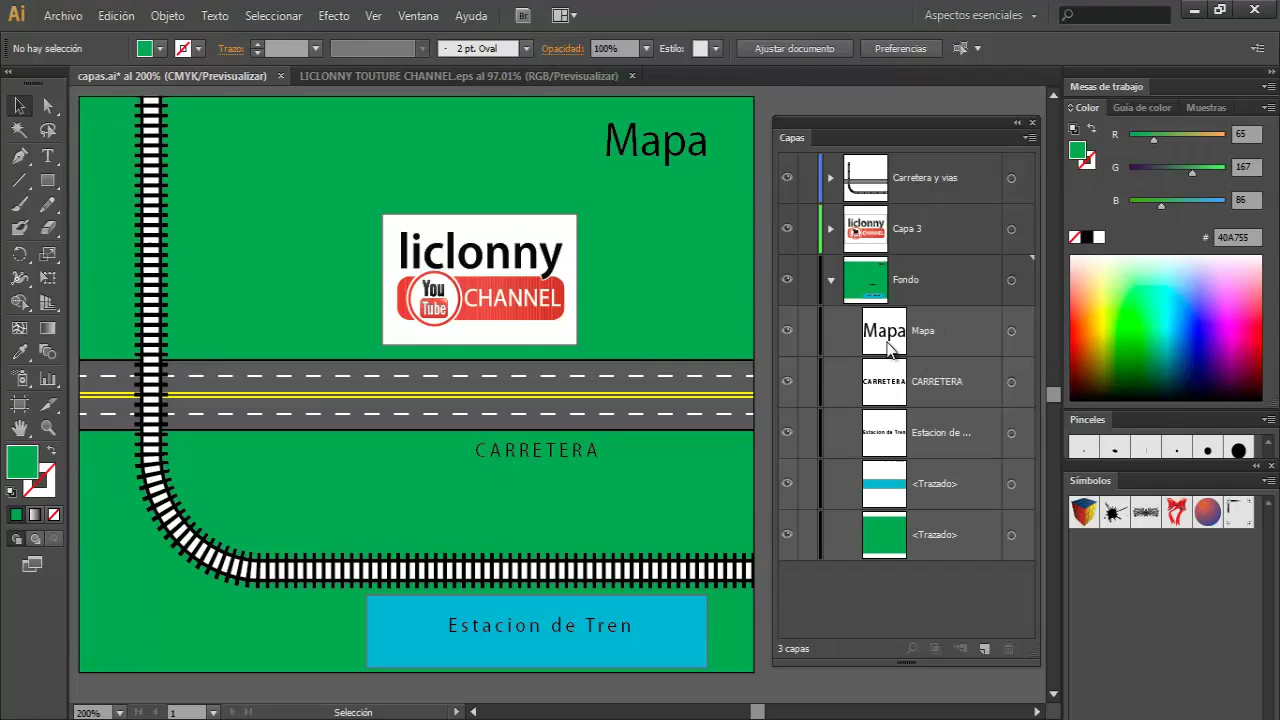 Ai Archivo Edición Objeto Texto Seleccionar Efecto Ver Ventana Ayuda Br Aspectos esenciales
No hay selección Trazo: 2 pt. Oval Opacidad: 100% Estilo: Ajustar documento Preferencias
capas.ai* al 200% (CMYK/Previsualizar) × LICLONNY TOUTUBE CHANNEL.eps al 97.01% (RGB/Previsualizar) ×
Mesas de trabajo
Color Guía de color Muestras
R 65
G 167
B 86
# 40A755
Pinceles
Símbolos
Capas
Carretera y vias
liclonny
CHANNEL
Capa 3
Fondo
Mapa Mapa
CARRETERA CARRETERA
Estacion de Tren Estacion de ...
<Trazado>
<Trazado>
3 capas
Mapa
liclonny
You
Tube
CHANNEL
CARRETERA
Estacion de Tren
200% 1 Selección